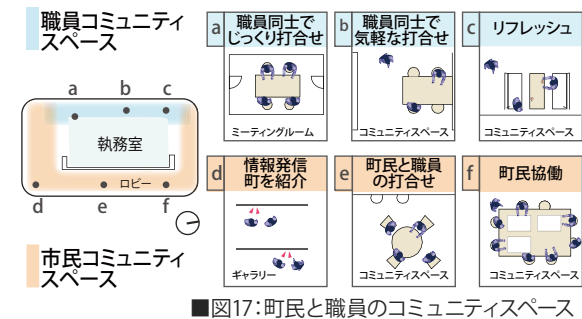 職員コミュニティ
スペース
a
b
c
執務室
ロビー
d
e
f
市民コミュニティ
スペース
a
職員同士で
じっくり打合せ
ミーティングルーム
b
職員同士で
気軽な打合せ
コミュニティスペース
c
リフレッシュ
コミュニティスペース
d
情報発信
町を紹介
ギャラリー
e
町民と職員
の打合せ
コミュニティスペース
f
町民協働
コミュニティスペース
■図17：町民と職員のコミュニティスペース